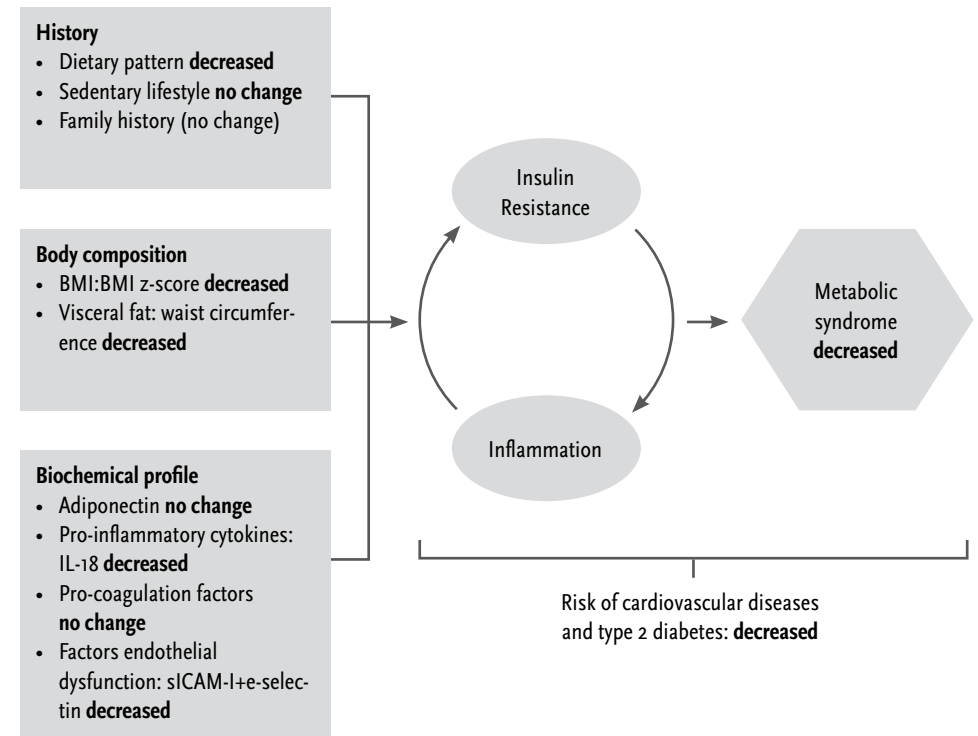 History
• Dietary pattern decreased
• Sedentary lifestyle no change
• Family history (no change)
Body composition
• BMI:BMI z-score decreased
• Visceral fat: waist circumfer-
ence decreased
Biochemical profile
• Adiponectin no change
• Pro-inflammatory cytokines:
IL-18 decreased
• Pro-coagulation factors
no change
• Factors endothelial
dysfunction: sICAM-I+e-selec-
tin decreased
Insulin
Resistance
Inflammation
Metabolic
syndrome
decreased
Risk of cardiovascular diseases
and type 2 diabetes: decreased